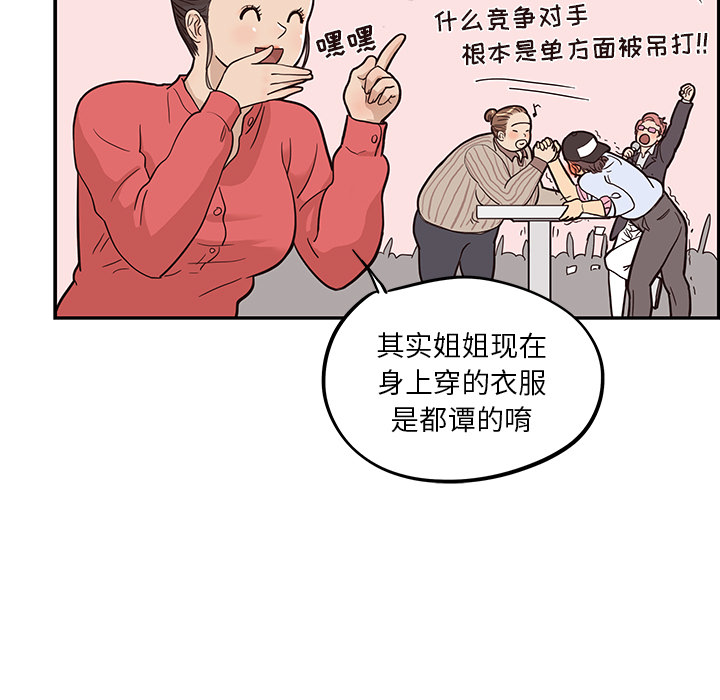 什么竞争对手
根本是单方面被吊打!!
嘿嘿
其实姐姐现在
身上穿的衣服
是都谭的唷